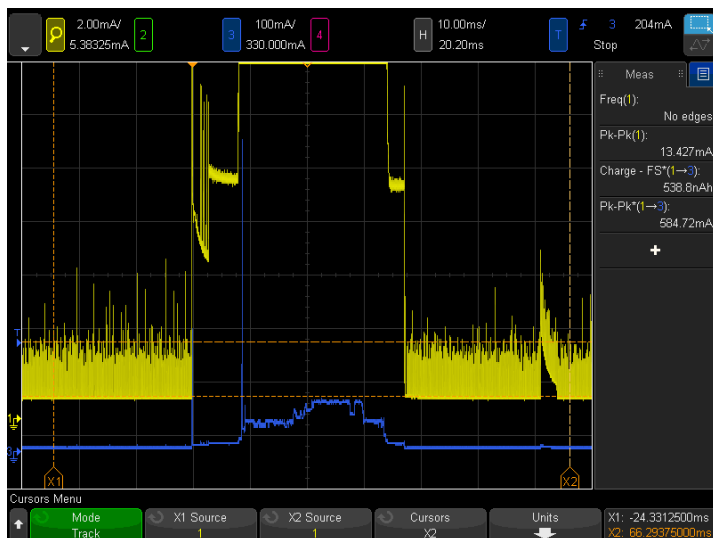 2.00mA/
5.38325mA
2
3
100mA/
330.000mA
4
H
10.00ms/
20.20ms
T
3
204mA
Stop
Meas
Freq(1):
No edges
Pk-Pk(1):
13.427mA
Charge - FS*(1→3):
538.8nAh
Pk-Pk*(1→3):
584.72mA
+
T
1
3
X1
X2
Cursors Menu
Mode
Track
X1 Source
1
X2 Source
1
Cursors
X2
Units
X1: -24.3312500ms
X2: 66.29375000ms